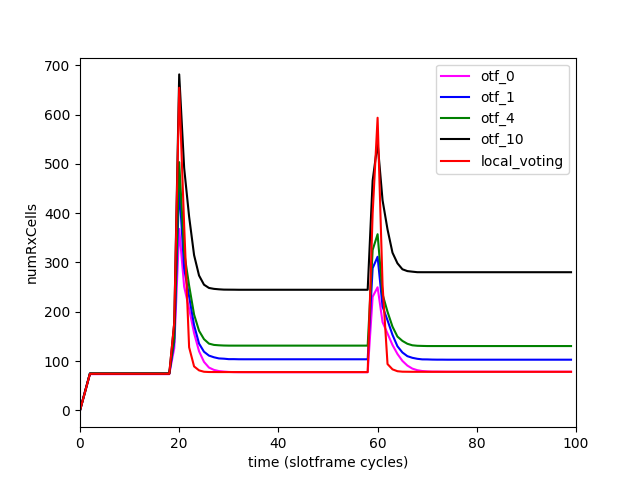 700
600
500
400
300
200
100
0
numRxCells
0 20 40 60 80 100
time (slotframe cycles)
otf_0
otf_1
otf_4
otf_10
local_voting